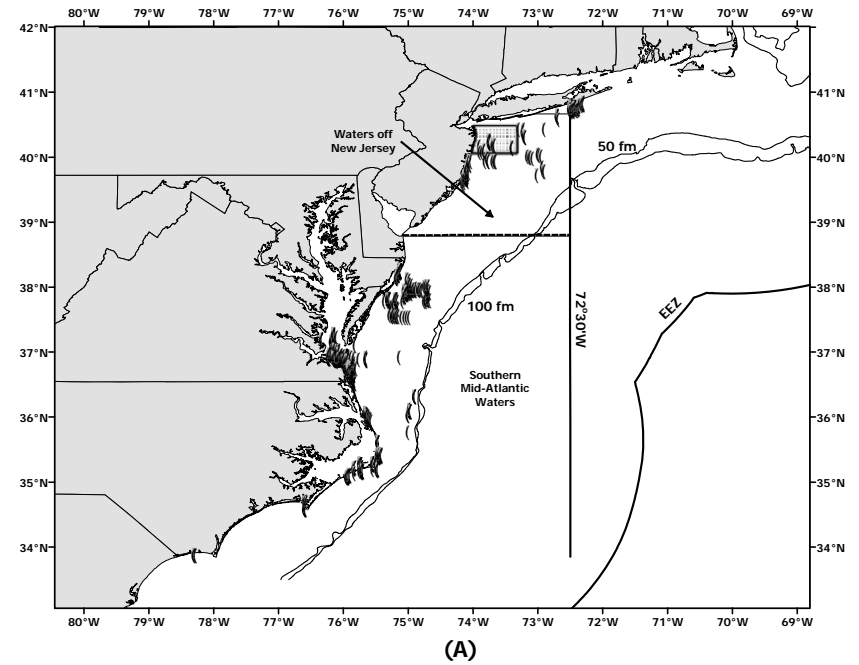 80°W 79°W 78°W 77°W 76°W 75°W 74°W 73°W 72°W 71°W 70°W 69°W
42°N 42°N
41°N 41°N
Waters off
New Jersey
50 fm
40°N 40°N
39°N 39°N
38°N 38°N
100 fm
72°30'W
EEZ
37°N 37°N
Southern
Mid-Atlantic
Waters
36°N 36°N
35°N 35°N
34°N 34°N
80°W 79°W 78°W 77°W 76°W 75°W 74°W 73°W 72°W 71°W 70°W 69°W
(A)